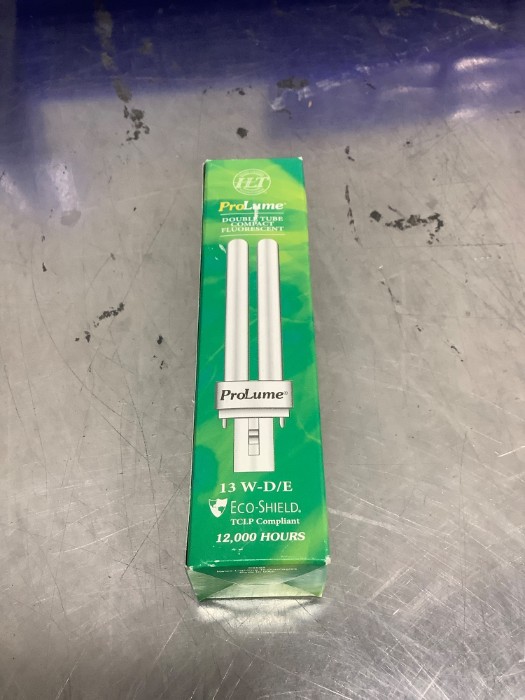 HLT
ProLume®
DOUBLE TUBE
COMPACT
FLUORESCENT
ProLume®
13 W-D/E
ECO-SHIELD®
TCLP Compliant
12,000 HOURS